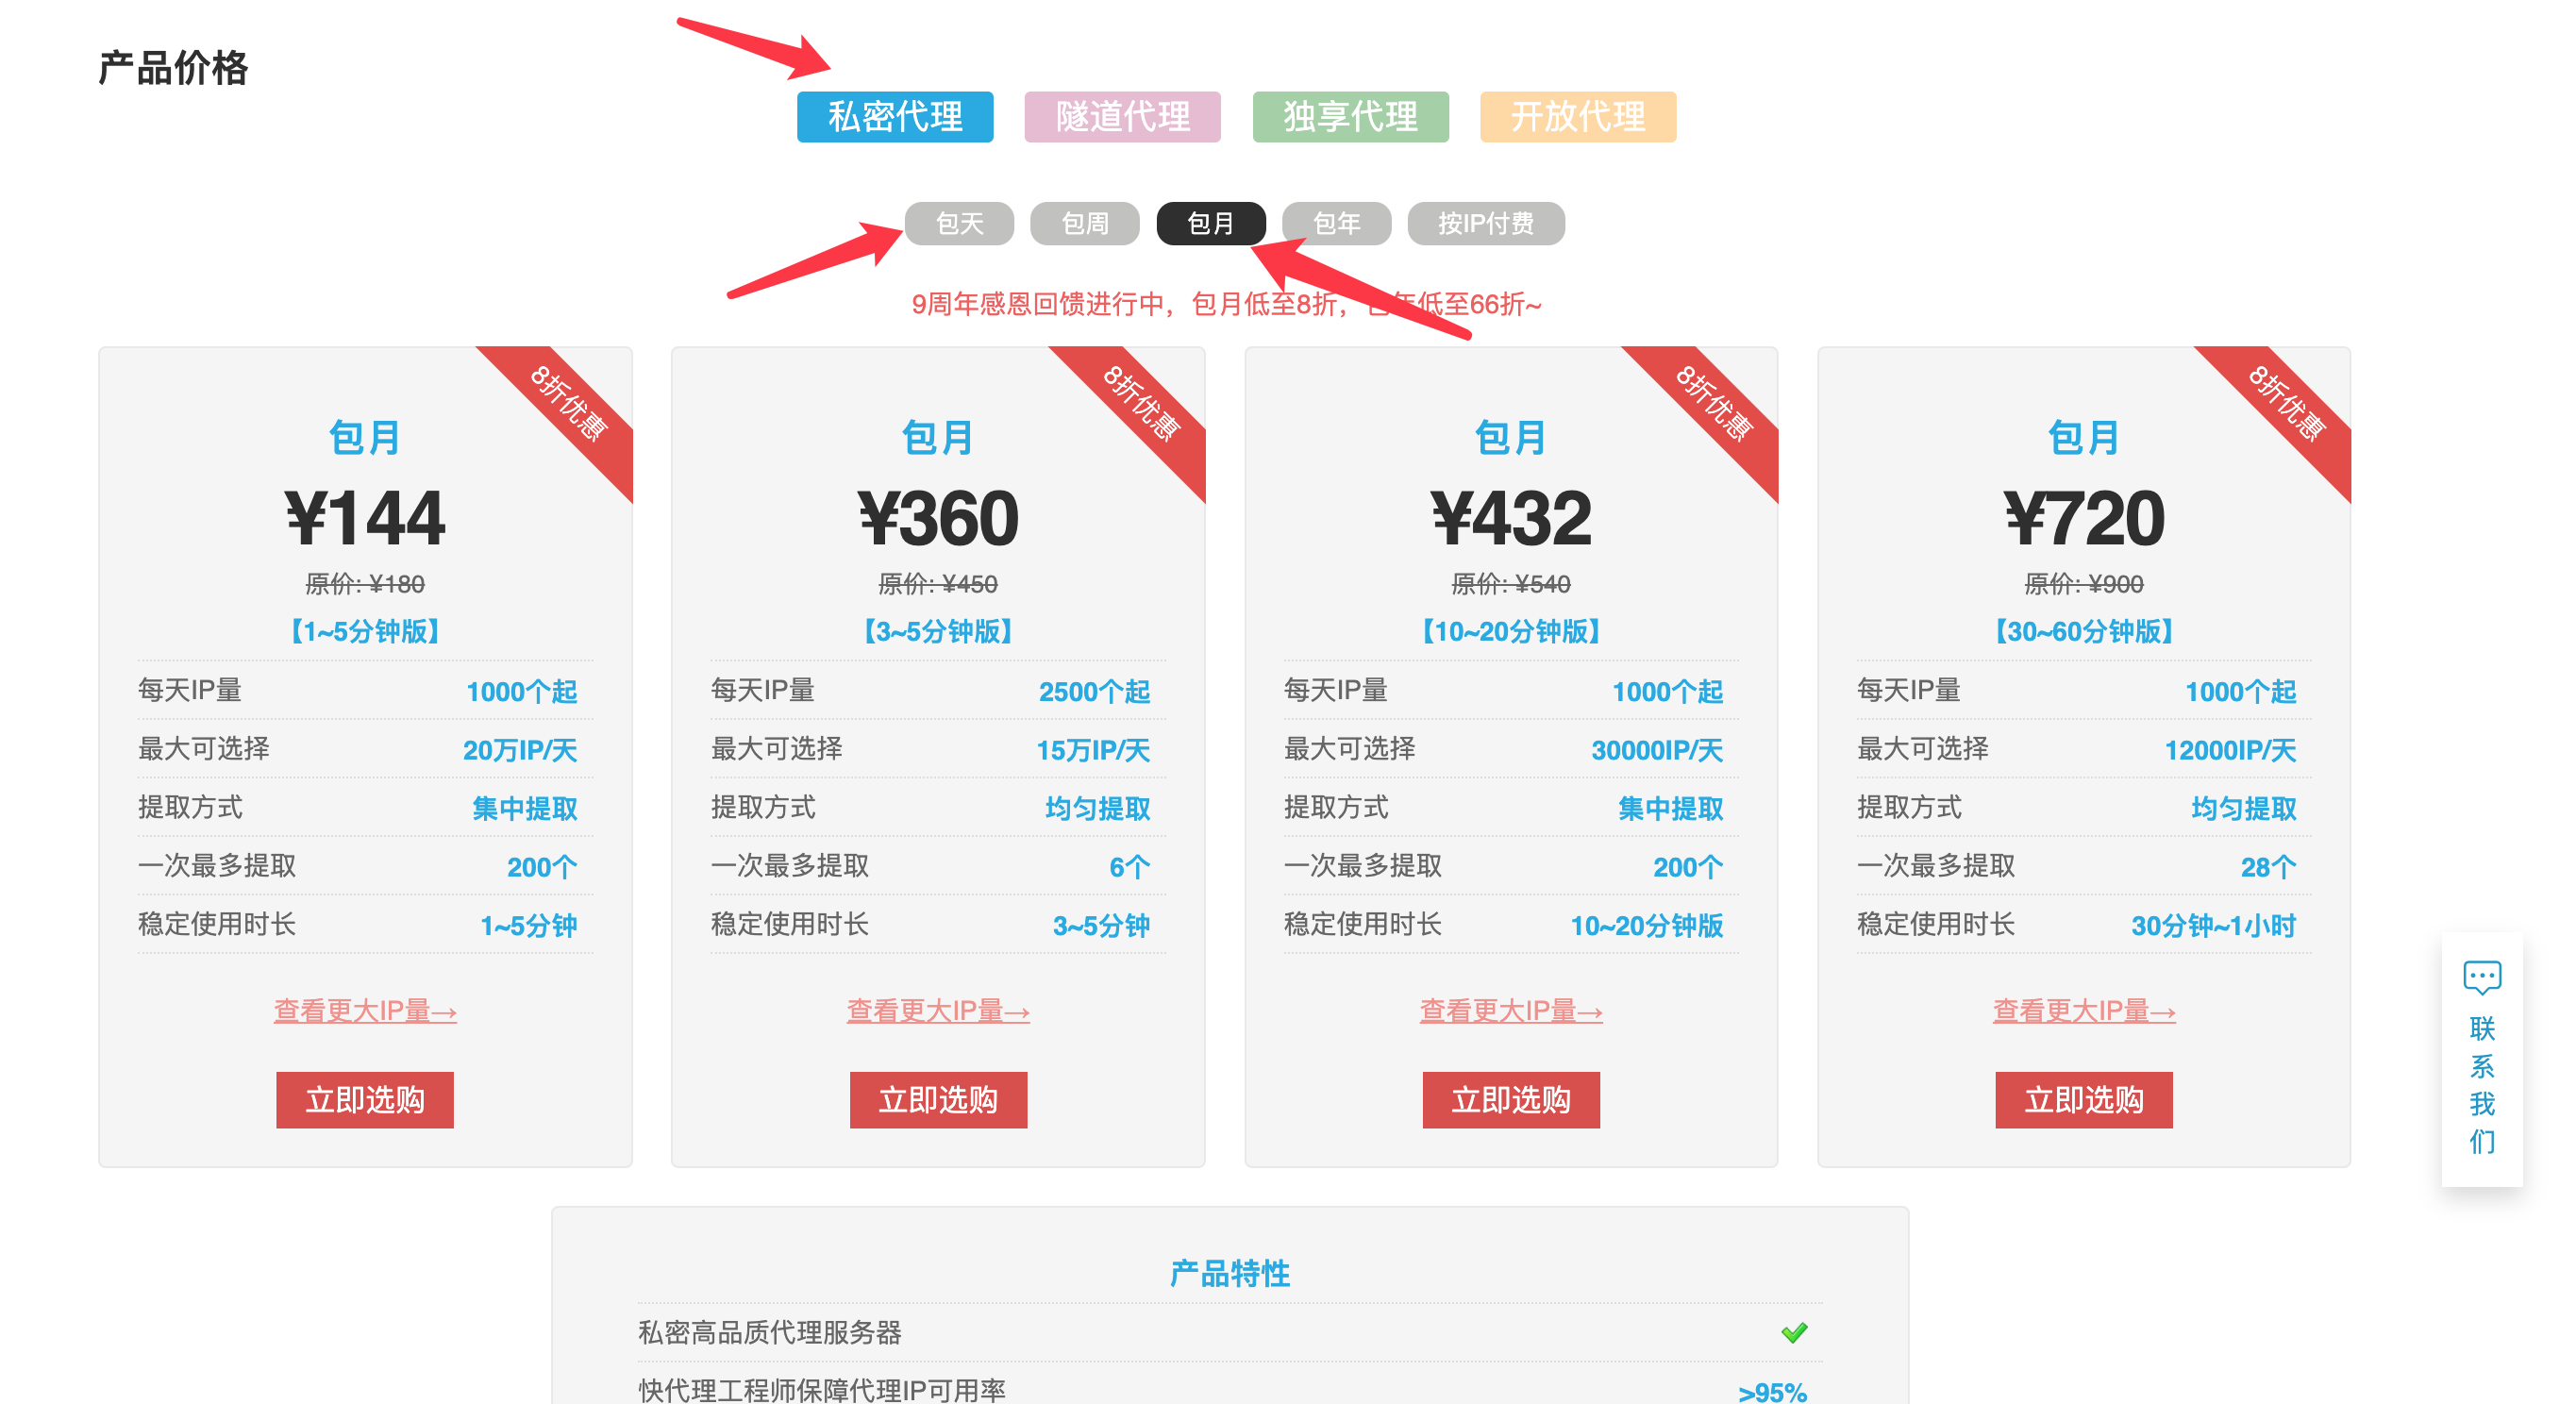 产品价格
私密代理 隧道代理 独享代理 开放代理
包天 包周 包月 包年 按IP付费
9周年感恩回馈进行中，包月低至8折，包年低至66折~
8折优惠 8折优惠 8折优惠 8折优惠
包月 包月 包月 包月
¥144 ¥360 ¥432 ¥720
原价: ¥180 原价: ¥450 原价: ¥540 原价: ¥900
【1~5分钟版】 【3~5分钟版】 【10~20分钟版】 【30~60分钟版】
每天IP量 1000个起 每天IP量 2500个起 每天IP量 1000个起 每天IP量 1000个起
最大可选择 20万IP/天 最大可选择 15万IP/天 最大可选择 30000IP/天 最大可选择 12000IP/天
提取方式 集中提取 提取方式 均匀提取 提取方式 集中提取 提取方式 均匀提取
一次最多提取 200个 一次最多提取 6个 一次最多提取 200个 一次最多提取 28个
稳定使用时长 1~5分钟 稳定使用时长 3~5分钟 稳定使用时长 10~20分钟版 稳定使用时长 30分钟~1小时
查看更大IP量→ 查看更大IP量→ 查看更大IP量→ 查看更大IP量→
立即选购 立即选购 立即选购 立即选购
联
系
我
们
产品特性
私密高品质代理服务器
快代理工程师保障代理IP可用率 >95%